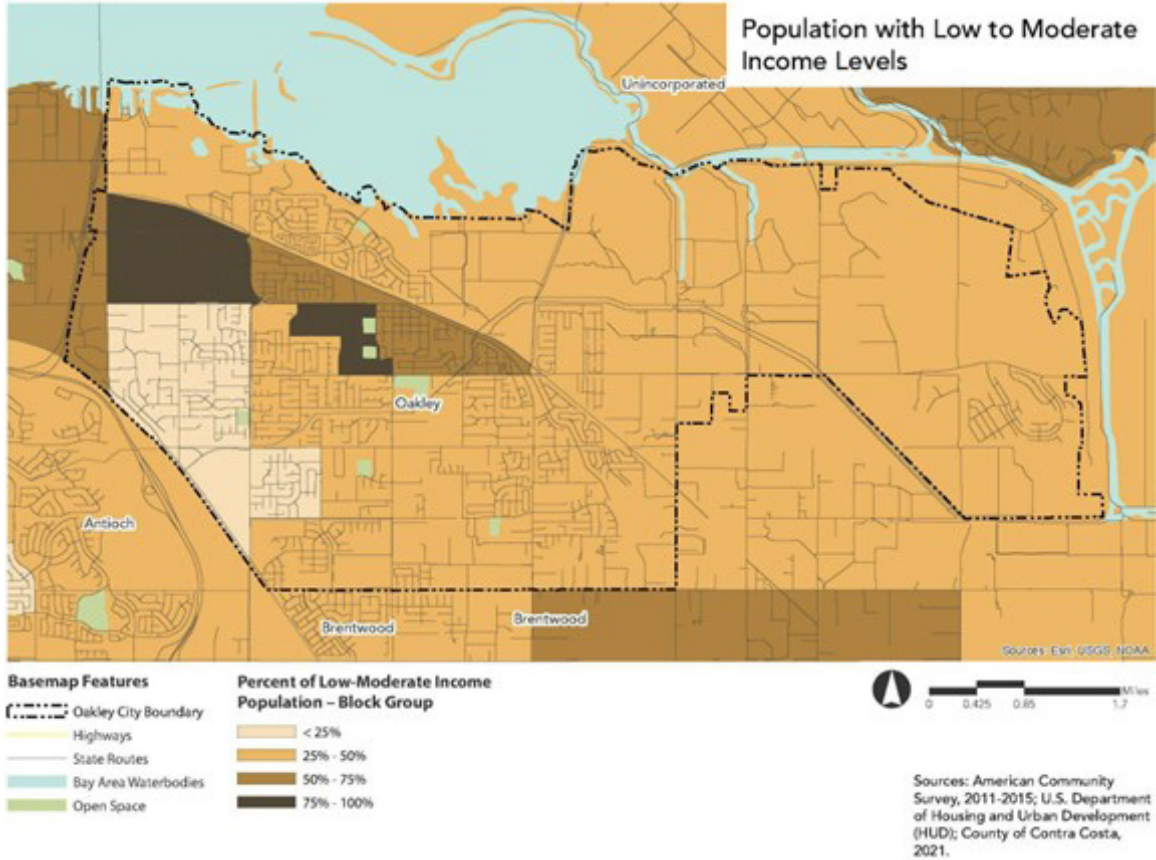 Population with Low to Moderate
Income Levels
Unincorporated
Oakley
Antioch
Brentwood
Brentwood
Sources: Esri, USGS, NOAA
Basemap Features
Oakley City Boundary
Highways
State Routes
Bay Area Waterbodies
Open Space
Percent of Low-Moderate Income
Population – Block Group
< 25%
25% - 50%
50% - 75%
75% - 100%
Miles
0 0.425 0.85 1.7
Sources: American Community
Survey, 2011-2015; U.S. Department
of Housing and Urban Development
(HUD); County of Contra Costa,
2021.